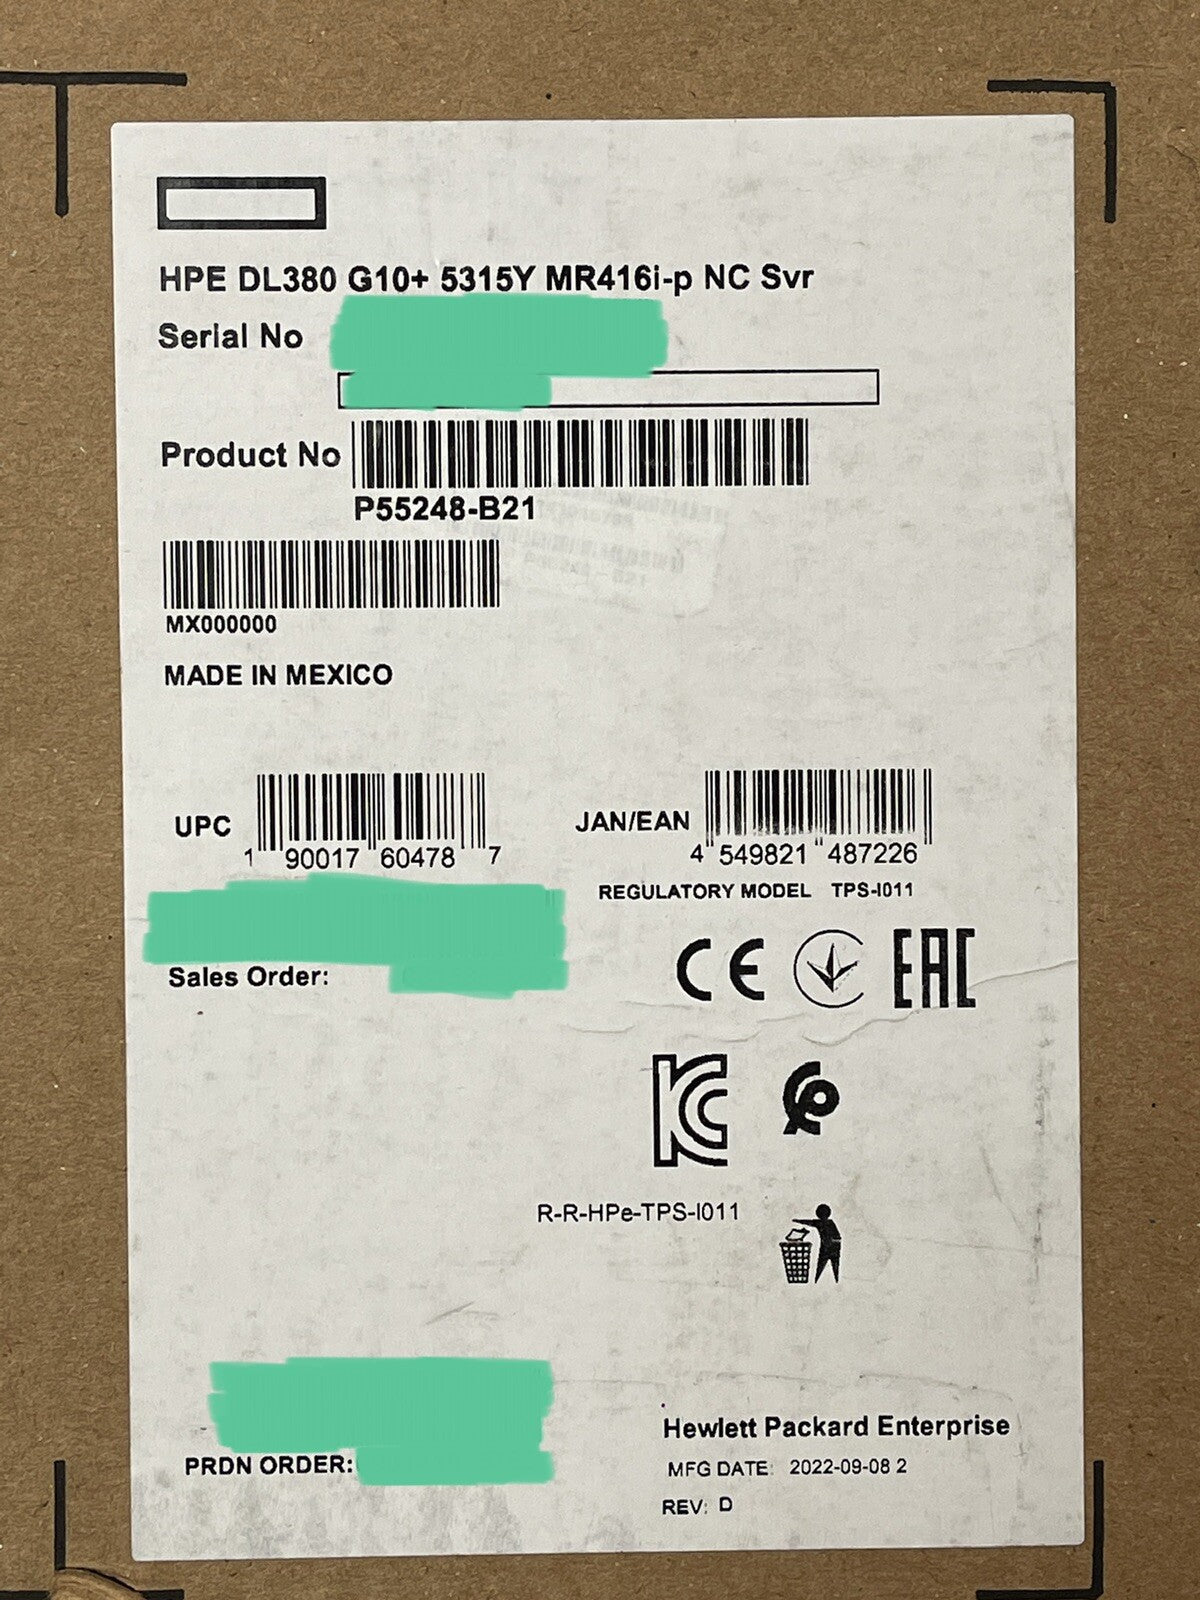 HPE DL380 G10+ 5315Y MR416i-p NC Svr
Serial No
Product No
P55248-B21
MX000000
MADE IN MEXICO
UPC
1 90017 60478 7
JAN/EAN
4 549821 487226
REGULATORY MODEL TPS-I011
Sales Order:
CE EAC
KC
R-R-HPe-TPS-I011
PRDN ORDER:
Hewlett Packard Enterprise
MFG DATE: 2022-09-08 2
REV: D